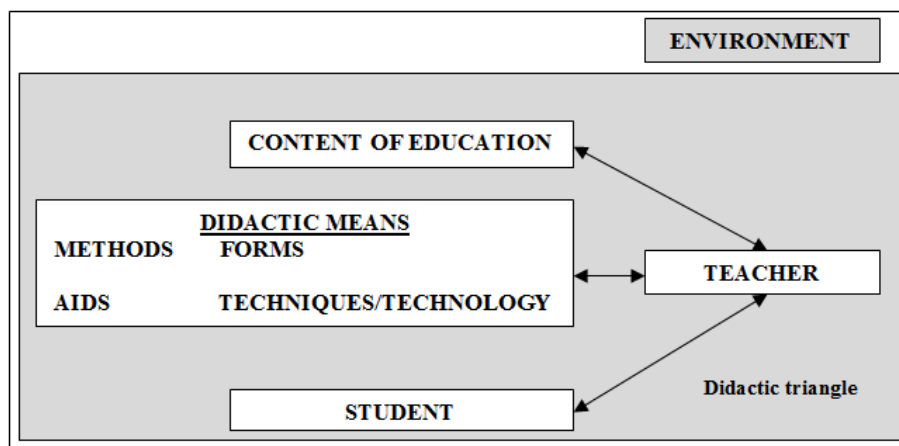 ENVIRONMENT
CONTENT OF EDUCATION
DIDACTIC MEANS
METHODS FORMS
TEACHER
AIDS TECHNIQUES/TECHNOLOGY
Didactic triangle
STUDENT